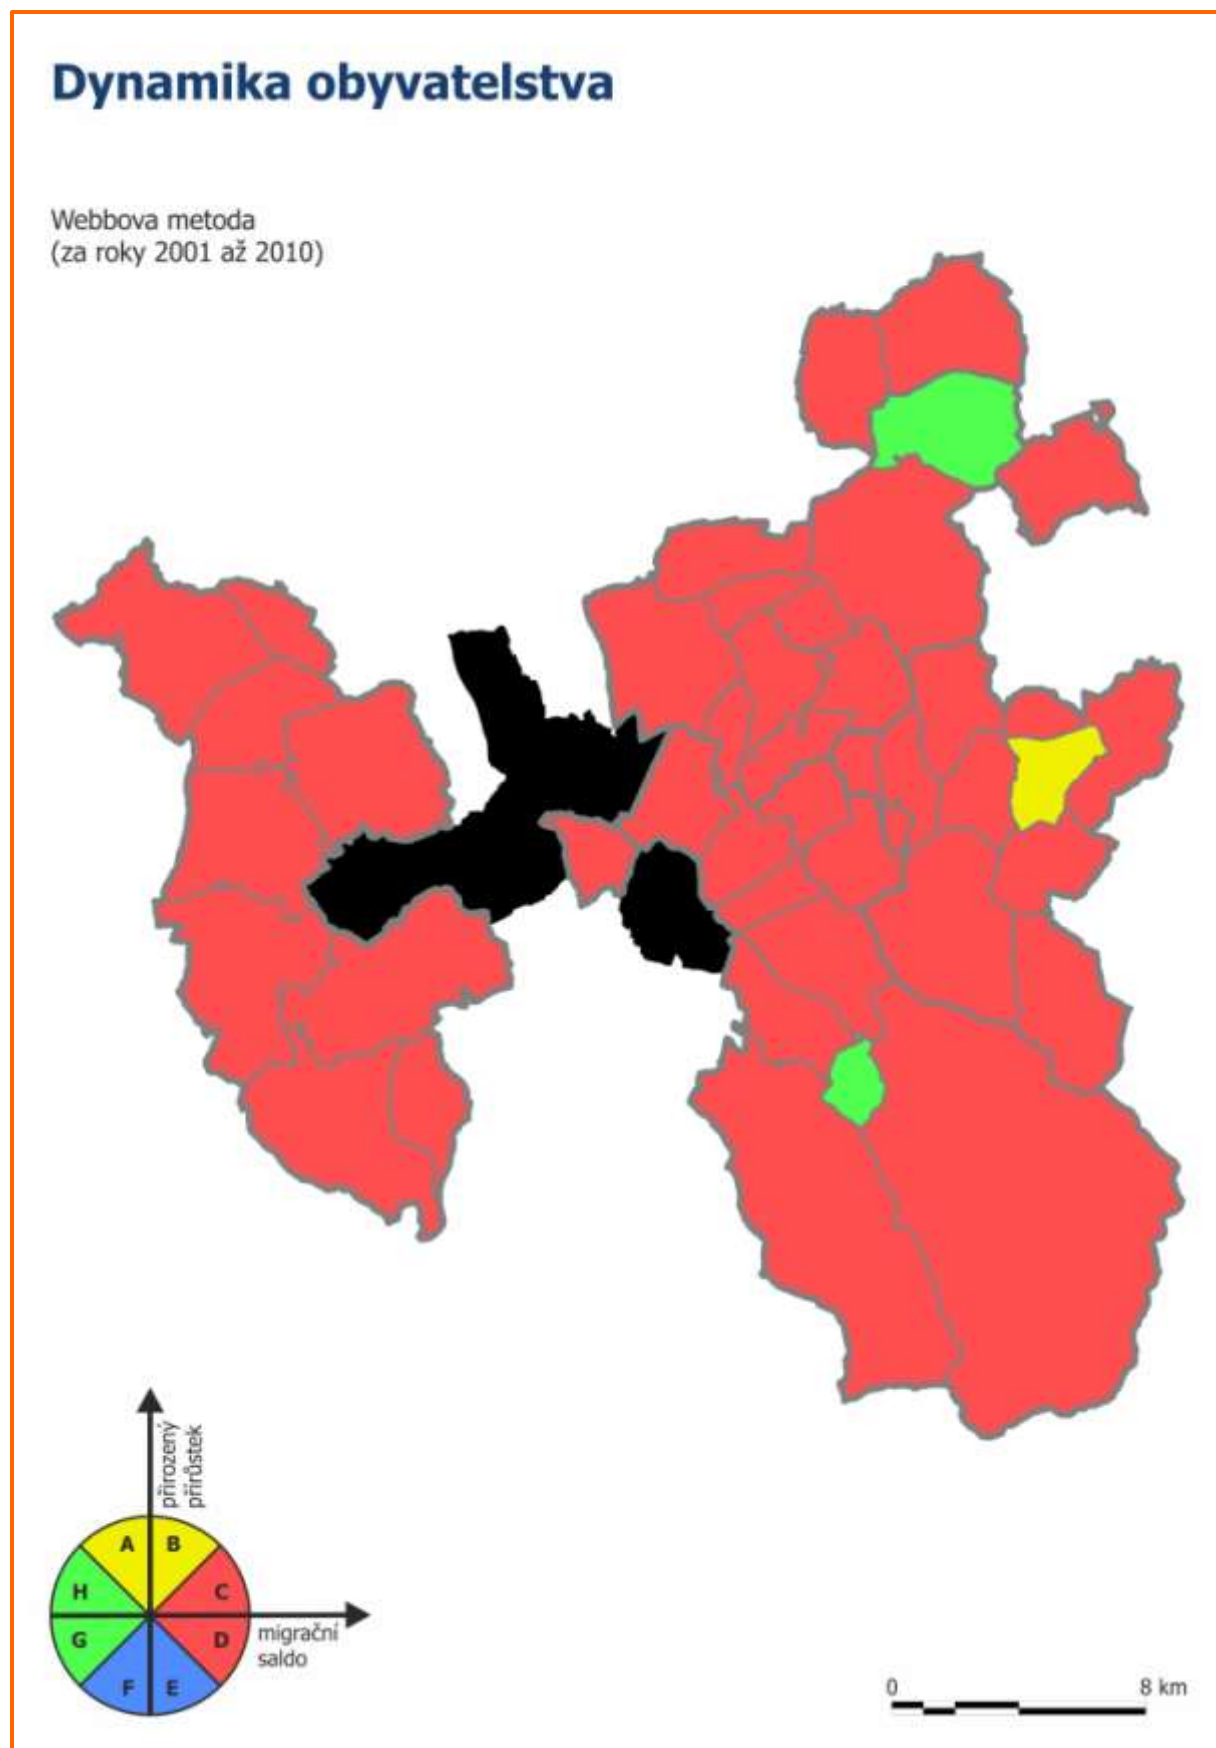 Dynamika obyvatelstva
Webbova metoda
(za roky 2001 až 2010)
přirozený
přírůstek
A
B
H
C
G
D
F
E
migrační
saldo
0
8 km